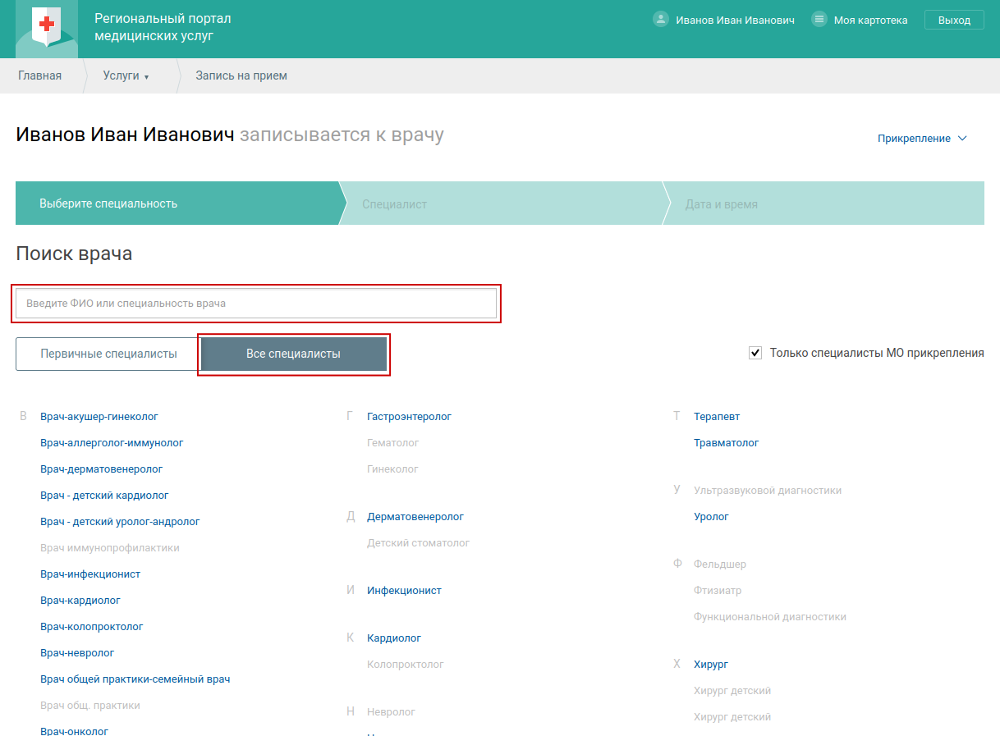 Региональный портал
медицинских услуг
Иванов Иван Иванович
Моя картотека
Выход
Главная
Услуги ▾
Запись на прием
Иванов Иван Иванович записывается к врачу
Прикрепление
Выберите специальность
Специалист
Дата и время
Поиск врача
Введите ФИО или специальность врача
Первичные специалисты
Все специалисты
Только специалисты МО прикрепления
В
Врач-акушер-гинеколог
Врач-аллерголог-иммунолог
Врач-дерматовенеролог
Врач - детский кардиолог
Врач - детский уролог-андролог
Врач иммунопрофилактики
Врач-инфекционист
Врач-кардиолог
Врач-колопроктолог
Врач-невролог
Врач общей практики-семейный врач
Врач общ. практики
Врач-онколог
Г
Гастроэнтеролог
Гематолог
Гинеколог
Д
Дерматовенеролог
Детский стоматолог
И
Инфекционист
К
Кардиолог
Колопроктолог
Н
Невролог
Т
Терапевт
Травматолог
У
Ультразвуковой диагностики
Уролог
Ф
Фельдшер
Фтизиатр
Функциональной диагностики
Х
Хирург
Хирург детский
Хирург детский